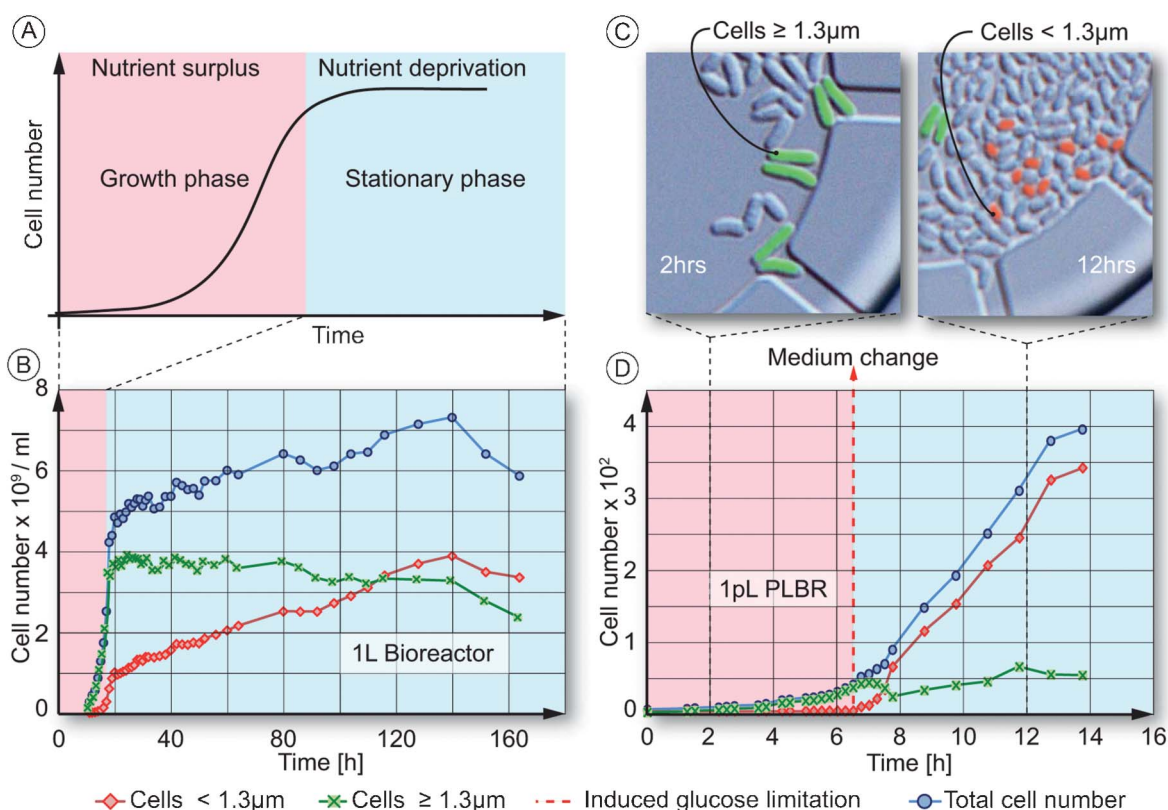 A
Nutrient surplus
Nutrient deprivation
Growth phase
Stationary phase
Cell number
Time
C
Cells ≥ 1.3µm
Cells < 1.3µm
2hrs
12hrs
B
8
6
4
2
0
Cell number x 10⁹/ ml
1L Bioreactor
0
40
80
120
160
Time [h]
D
Medium change
4
3
2
1
0
Cell number x 10²
1pL PLBR
0
2
4
6
8
10
12
14
16
Time [h]
Cells < 1.3µm
Cells ≥ 1.3µm
Induced glucose limitation
Total cell number